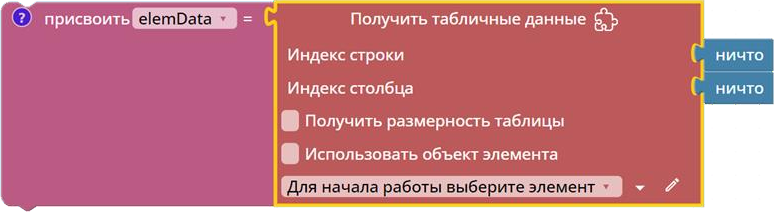 ? присвоить elemData = Получить табличные данные
Индекс строки ничто
Индекс столбца ничто
Получить размерность таблицы
Использовать объект элемента
Для начала работы выберите элемент